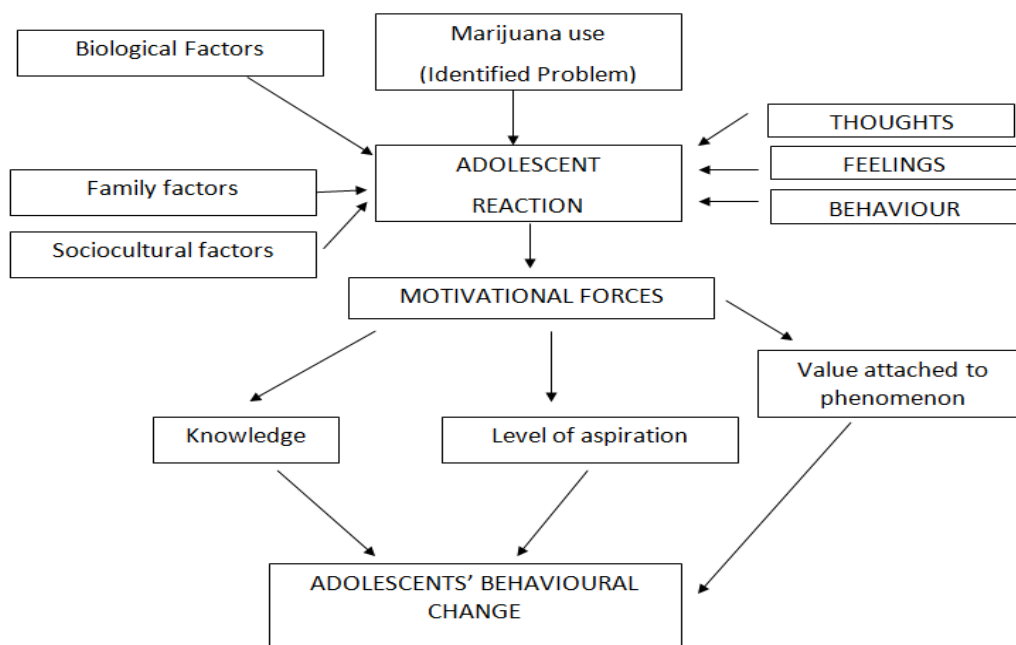 Biological Factors
Marijuana use
(Identified Problem)
THOUGHTS
ADOLESCENT
REACTION
FEELINGS
Family factors
BEHAVIOUR
Sociocultural factors
MOTIVATIONAL FORCES
Value attached to
phenomenon
Knowledge
Level of aspiration
ADOLESCENTS’ BEHAVIOURAL
CHANGE